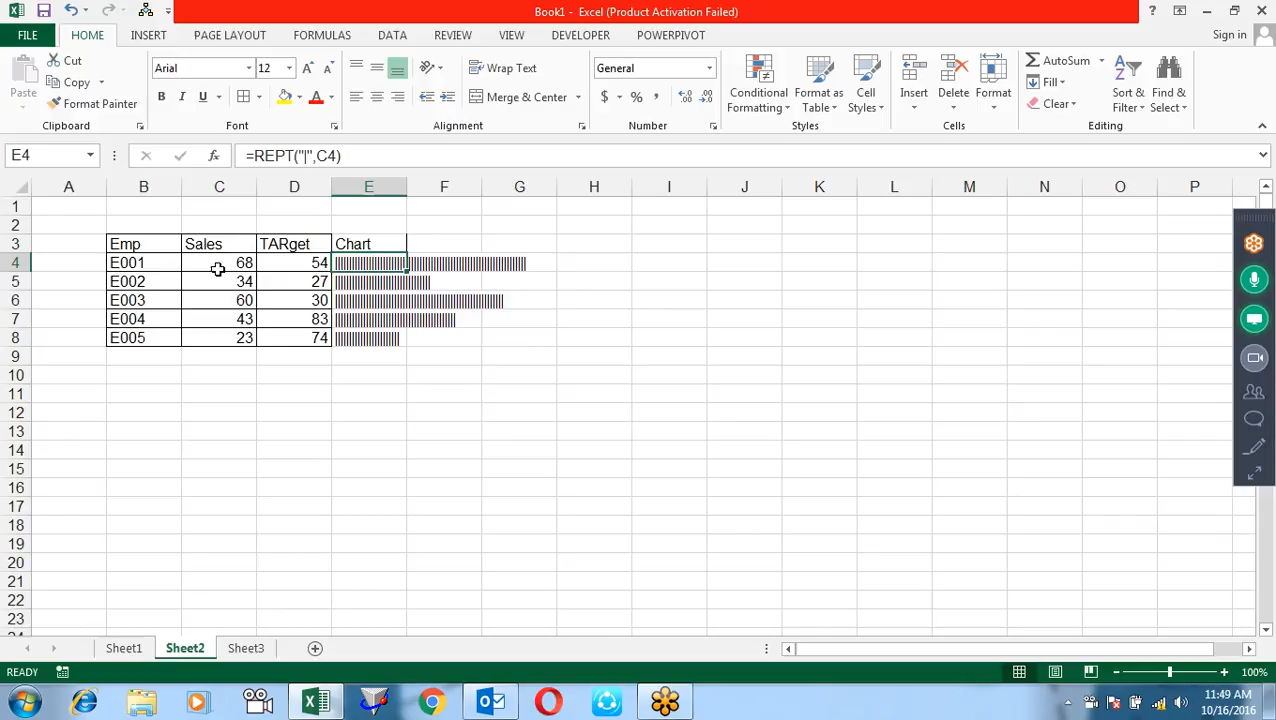 Book1 - Excel (Product Activation Failed)
FILE HOME INSERT PAGE LAYOUT FORMULAS DATA REVIEW VIEW DEVELOPER POWERPIVOT Sign in
Cut
Copy
Format Painter
Paste
Clipboard
Arial 12
B I U
Font
Wrap Text
Merge & Center
Alignment
General
$ % ,
Number
Conditional Formatting
Format as Table
Cell Styles
Styles
Insert Delete Format
Cells
AutoSum
Fill
Clear
Sort & Filter
Find & Select
Editing
E4 =REPT("|",C4)
A B C D E F G H I J K L M N O P
1
2
3 Emp Sales TARget Chart
4 E001 68 54 ||||||||||||||||||||||||||||||||||||||||||||||||||||||||||||||||||||
5 E002 34 27 ||||||||||||||||||||||||||||||||||
6 E003 60 30 ||||||||||||||||||||||||||||||||||||||||||||||||||||||||||||
7 E004 43 83 |||||||||||||||||||||||||||||||||||||||||||
8 E005 23 74 |||||||||||||||||||||||
9
10
11
12
13
14
15
16
17
18
19
20
21
22
23
Sheet1 Sheet2 Sheet3
READY 100%
11:49 AM
10/16/2016